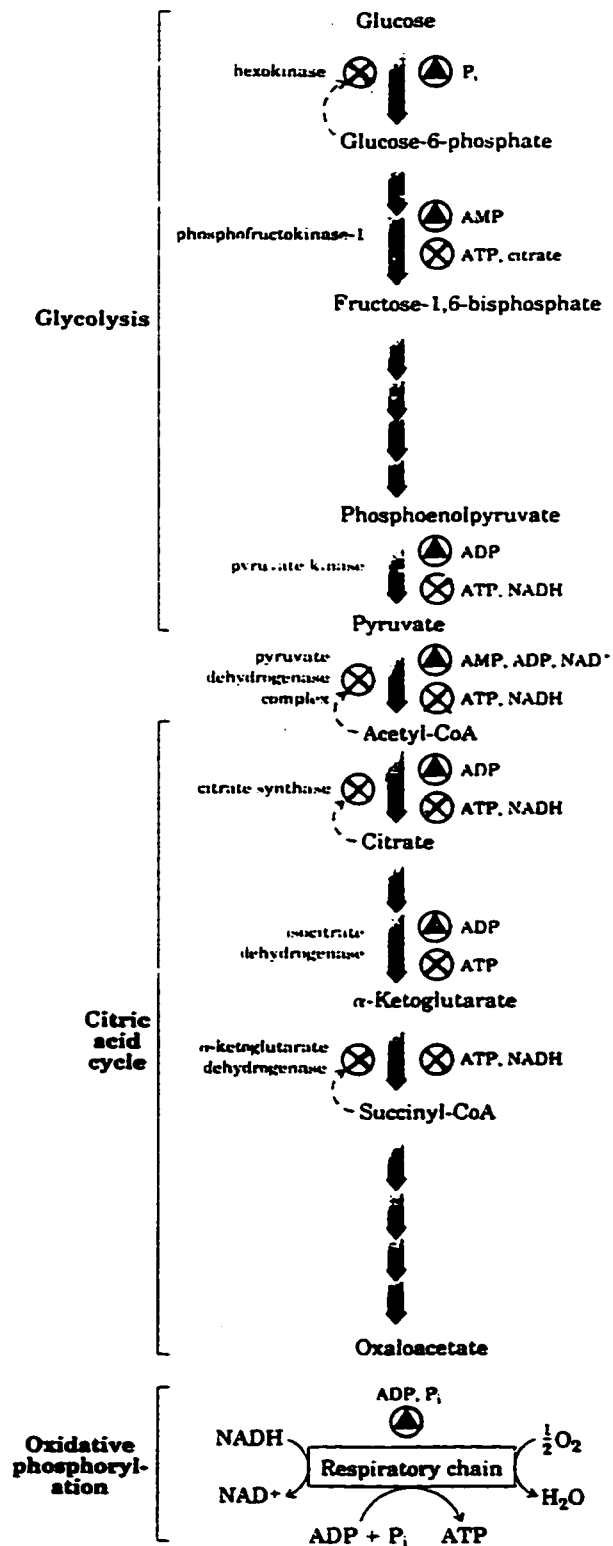 Glucose
hexokinase
Pᵢ
Glucose-6-phosphate
phosphofructokinase-1
AMP
ATP, citrate
Fructose-1,6-bisphosphate
Glycolysis
Phosphoenolpyruvate
pyruvate kinase
ADP
ATP, NADH
Pyruvate
pyruvate
dehydrogenase
complex
AMP, ADP, NAD⁺
ATP, NADH
Acetyl-CoA
citrate synthase
ADP
ATP, NADH
Citrate
isocitrate
dehydrogenase
ADP
ATP
α-Ketoglutarate
Citric
acid
cycle
α-ketoglutarate
dehydrogenase
ATP, NADH
Succinyl-CoA
Oxaloacetate
Oxidative
phosphoryl-
ation
ADP, Pᵢ
NADH
½O₂
Respiratory chain
NAD⁺
H₂O
ADP + Pᵢ
ATP